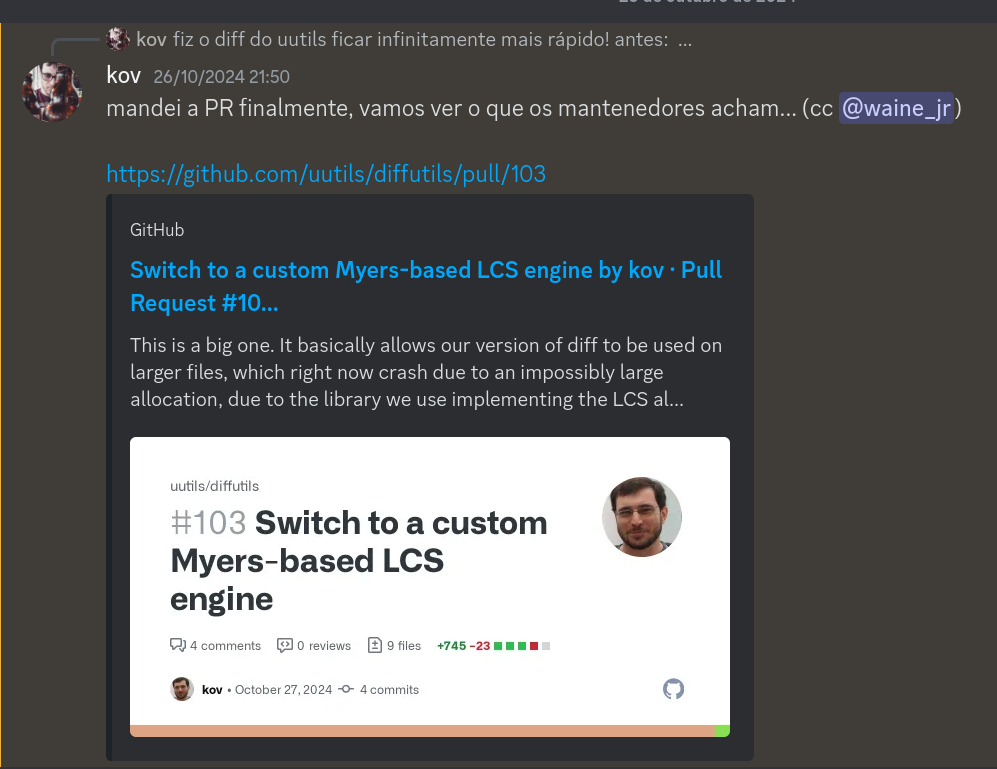 kov fiz o diff do uutils ficar infinitamente mais rápido! antes: ...
kov 26/10/2024 21:50
mandei a PR finalmente, vamos ver o que os mantenedores acham... (cc @waine_jr)
https://github.com/uutils/diffutils/pull/103
GitHub
Switch to a custom Myers-based LCS engine by kov · Pull
Request #10...
This is a big one. It basically allows our version of diff to be used on
larger files, which right now crash due to an impossibly large
allocation, due to the library we use implementing the LCS al...
uutils/diffutils
#103 Switch to a custom
Myers-based LCS
engine
4 comments 0 reviews 9 files +745 −23
kov • October 27, 2024 4 commits